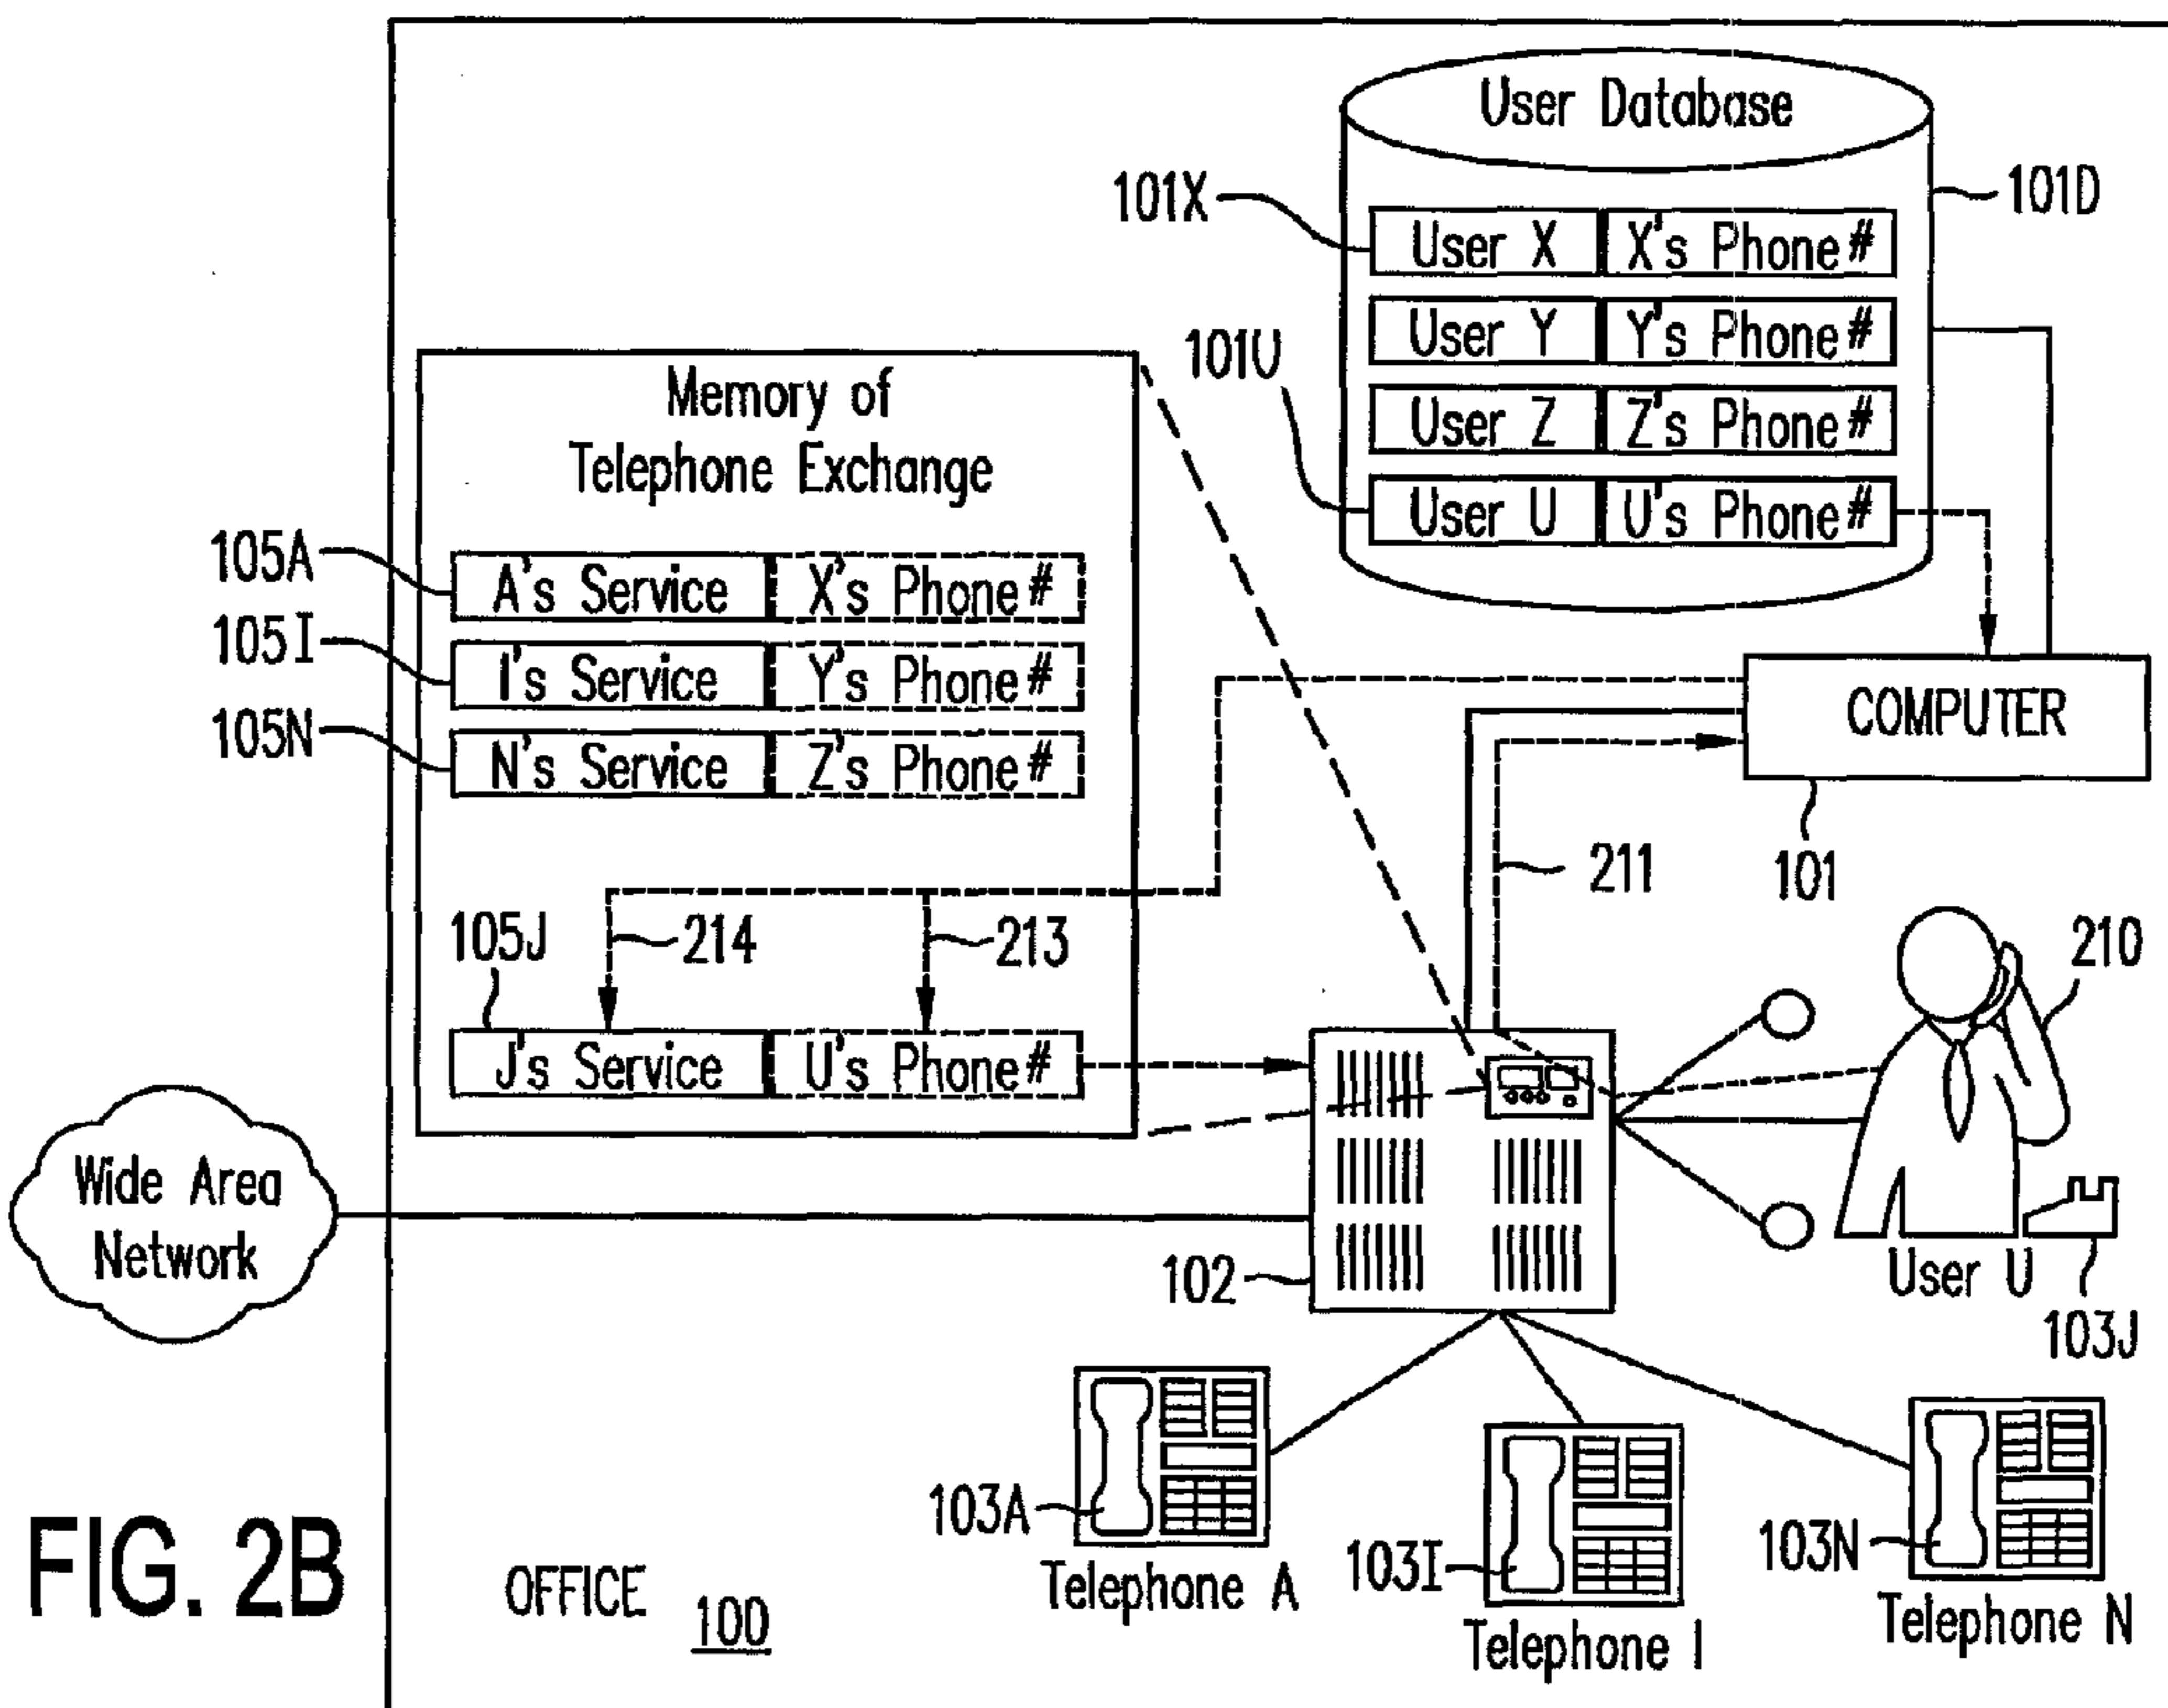 User Database
101X
101D
User X X's Phone#
User Y Y's Phone#
101U
User Z Z's Phone#
User U U's Phone#
Memory of
Telephone Exchange
105A
A's Service X's Phone#
105I
I's Service Y's Phone#
105N
N's Service Z's Phone#
COMPUTER
101
211
214
213
105J
J's Service U's Phone#
210
Wide Area
Network
102
User U
103J
103A
Telephone A
103I
Telephone I
103N
Telephone N
FIG. 2B
OFFICE 100